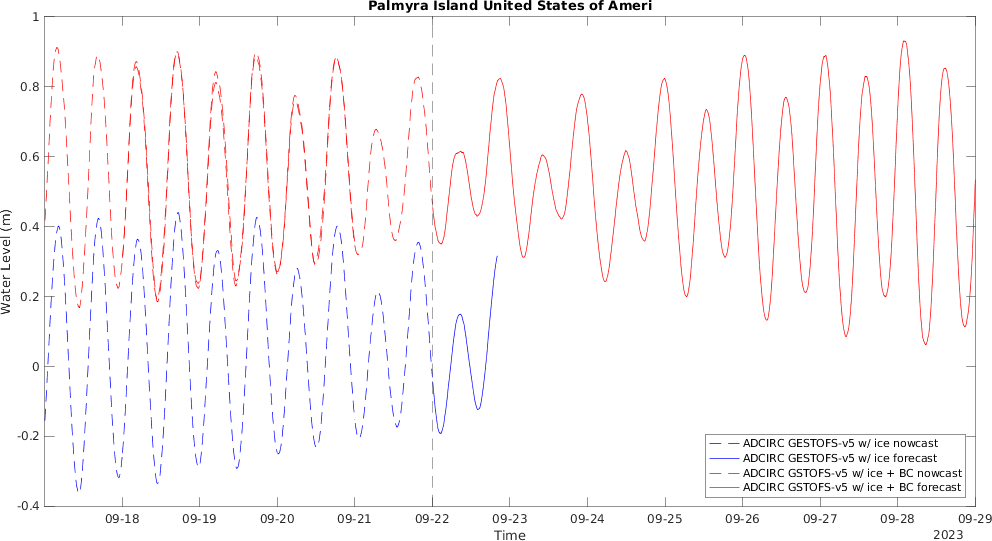 Palmyra Island United States of Ameri
1
0.8
0.6
0.4
0.2
0
-0.2
-0.4
Water Level (m)
ADCIRC GESTOFS-v5 w/ ice nowcast
ADCIRC GESTOFS-v5 w/ ice forecast
ADCIRC GSTOFS-v5 w/ ice + BC nowcast
ADCIRC GSTOFS-v5 w/ ice + BC forecast
09-18 09-19 09-20 09-21 09-22 09-23 09-24 09-25 09-26 09-27 09-28 09-29
Time
2023